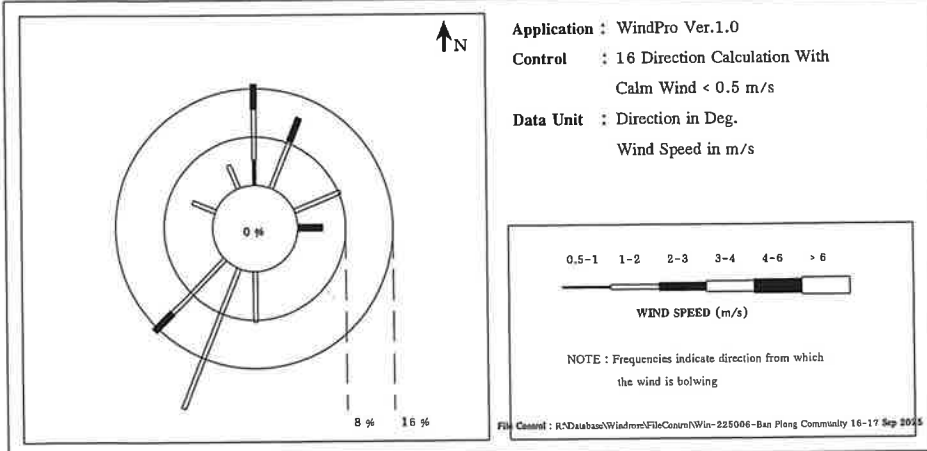 N
0 %
8 %
16 %
Application : WindPro Ver.1.0
Control : 16 Direction Calculation With
Calm Wind < 0.5 m/s
Data Unit : Direction in Deg.
Wind Speed in m/s
0.5-1 1-2 2-3 3-4 4-6 > 6
WIND SPEED (m/s)
NOTE : Frequencies indicate direction from which
the wind is bolwing
File Control : R:\Database\Windrose\FileControl\Win-225006-Ban Plong Community 16-17 Sep 2025